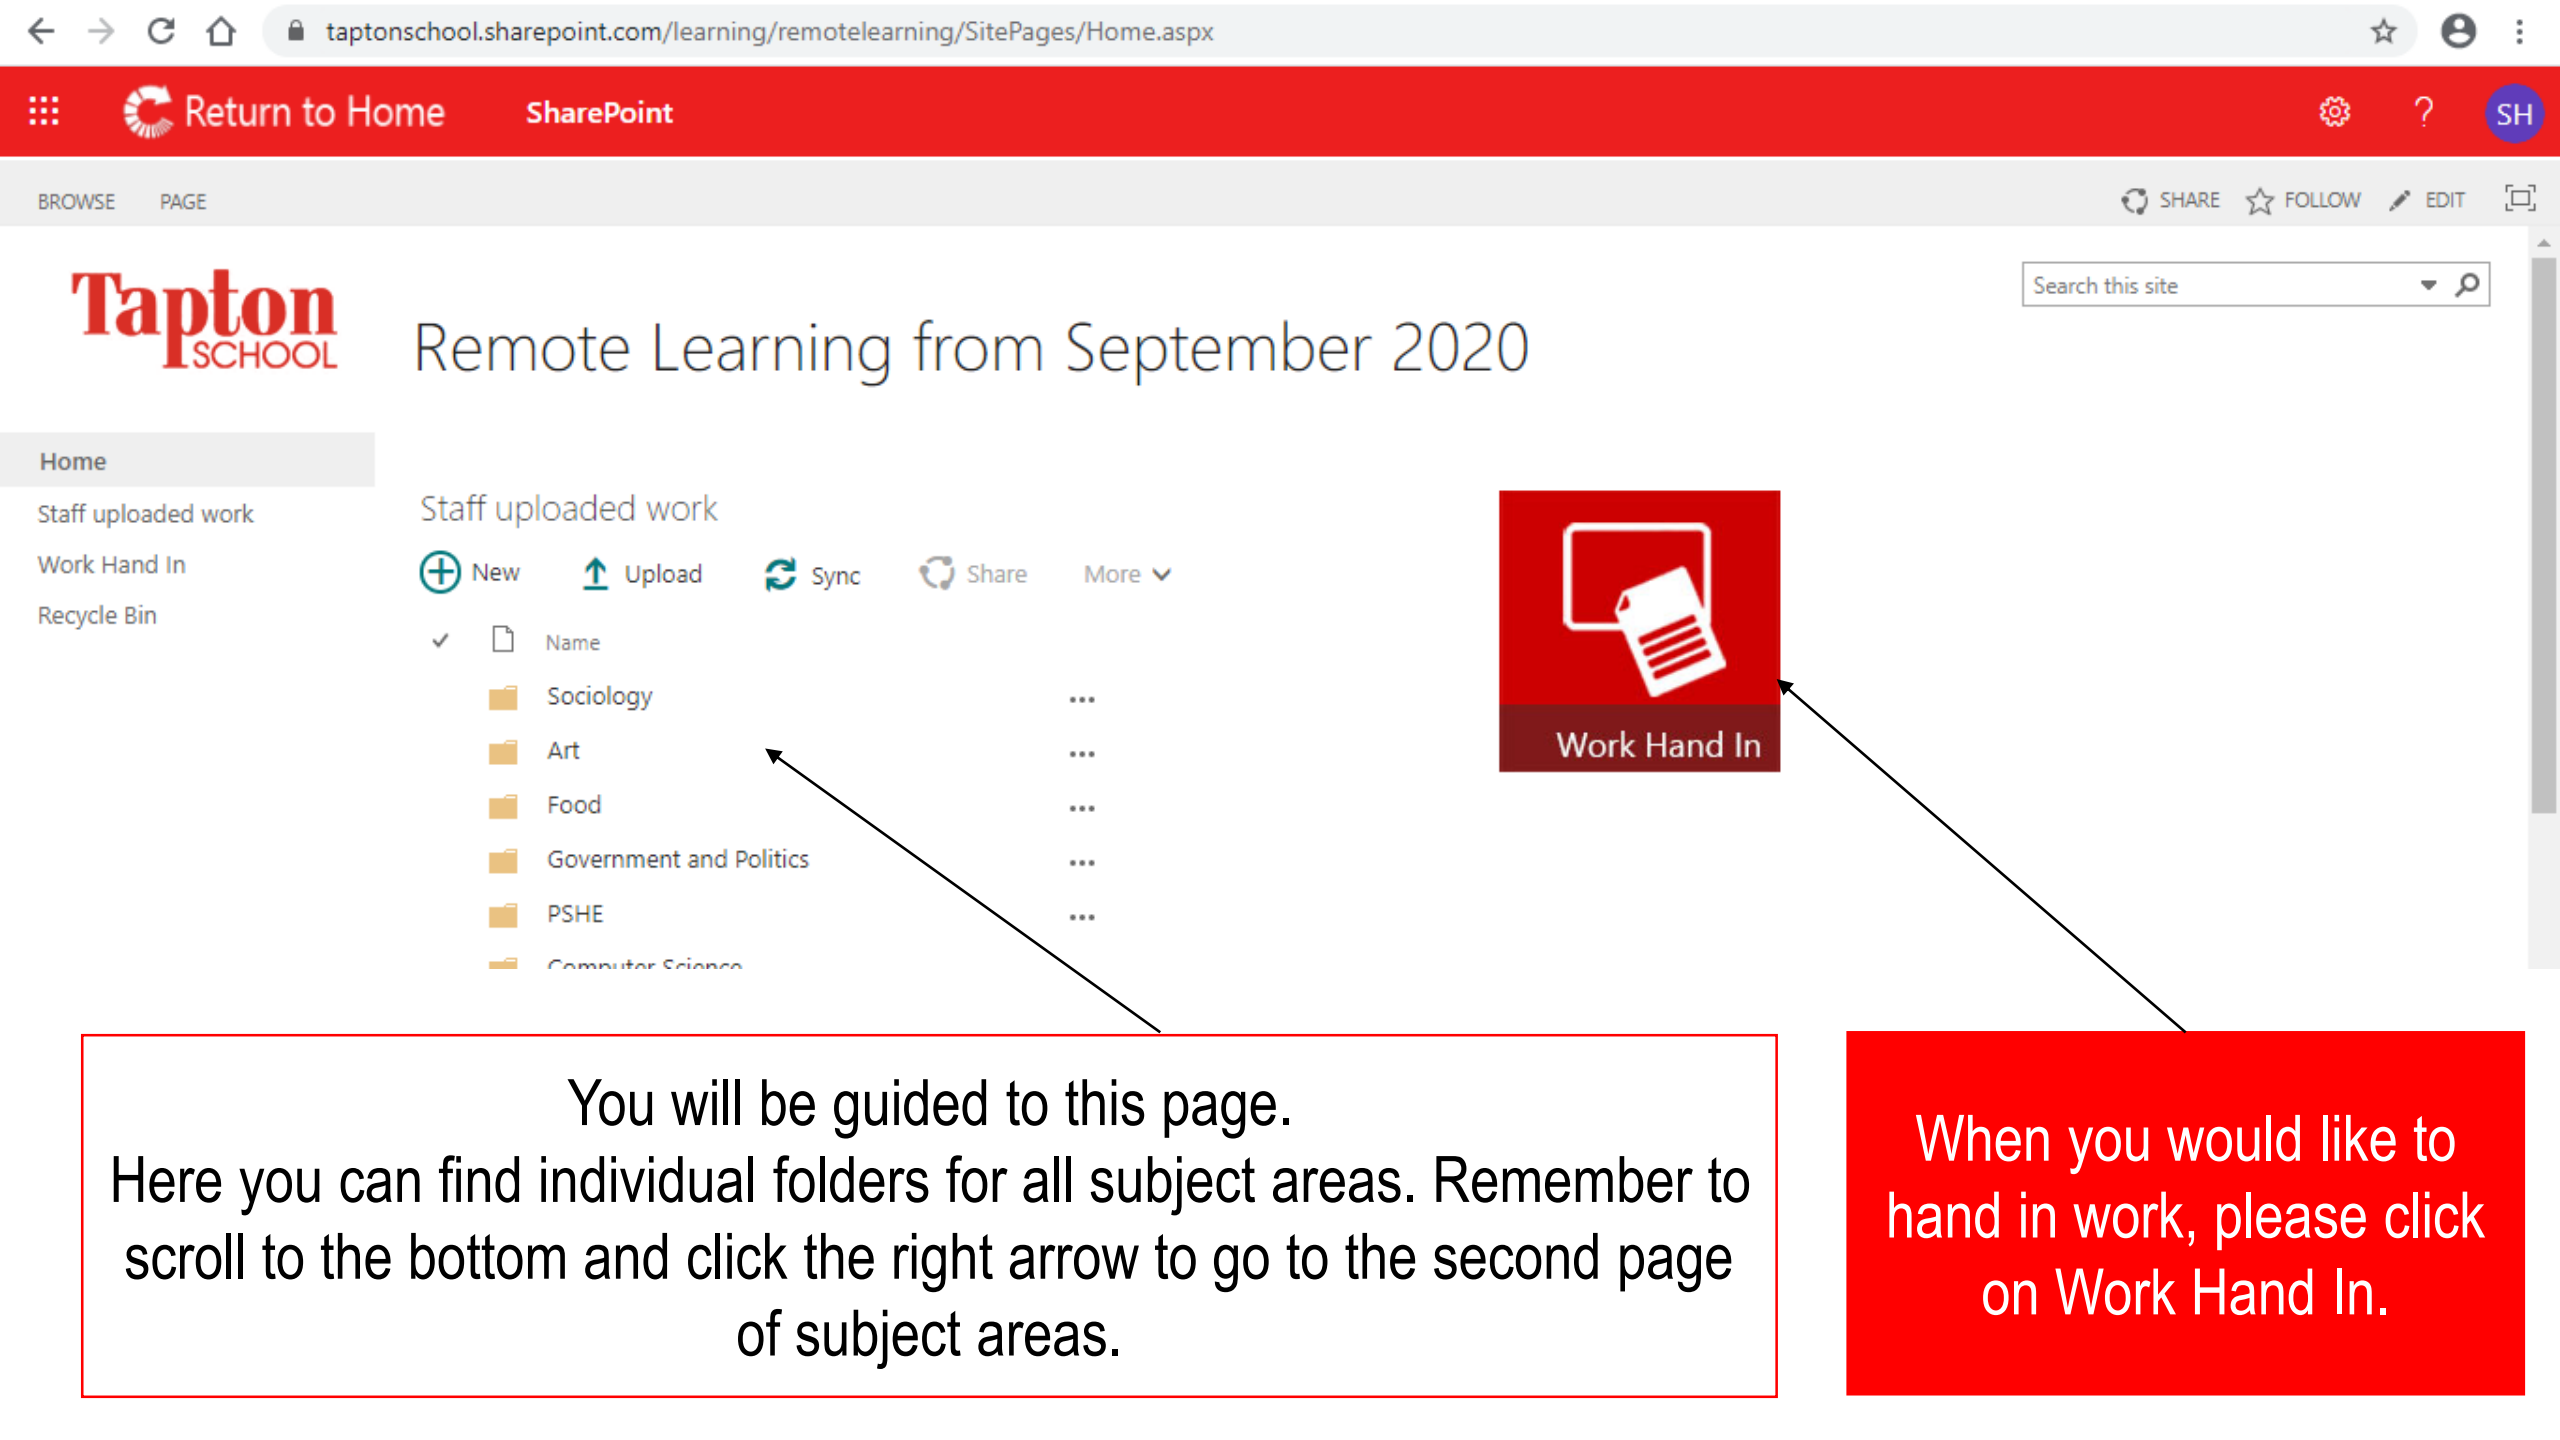 taptonschool.sharepoint.com/learning/remotelearning/SitePages/Home.aspx
Return to Home SharePoint ? SH
BROWSE PAGE SHARE FOLLOW EDIT
Tapton
SCHOOL
Search this site
Remote Learning from September 2020
Home
Staff uploaded work
Work Hand In
Recycle Bin
Staff uploaded work
New Upload Sync Share More
Name
Sociology ...
Art ...
Food ...
Government and Politics ...
PSHE ...
Computer Science
Work Hand In
You will be guided to this page.
Here you can find individual folders for all subject areas. Remember to
scroll to the bottom and click the right arrow to go to the second page
of subject areas.
When you would like to
hand in work, please click
on Work Hand In.